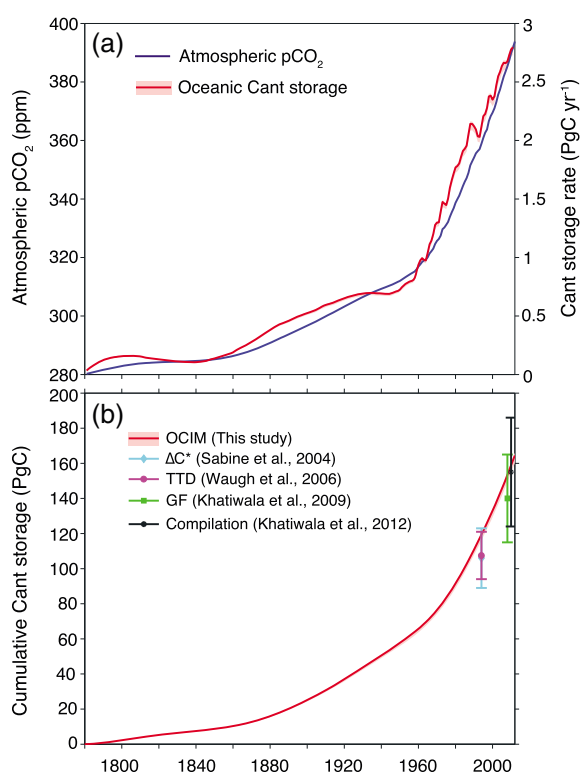 (a)
Atmospheric pCO2
Oceanic Cant storage
Atmospheric pCO2 (ppm)
400
380
360
340
320
300
280
3
2.5
2
1.5
1
0.5
0
Cant storage rate (PgC yr-1)
(b)
OCIM (This study)
ΔC* (Sabine et al., 2004)
TTD (Waugh et al., 2006)
GF (Khatiwala et al., 2009)
Compilation (Khatiwala et al., 2012)
Cumulative Cant storage (PgC)
200
180
160
140
120
100
80
60
40
20
0
1800 1840 1880 1920 1960 2000